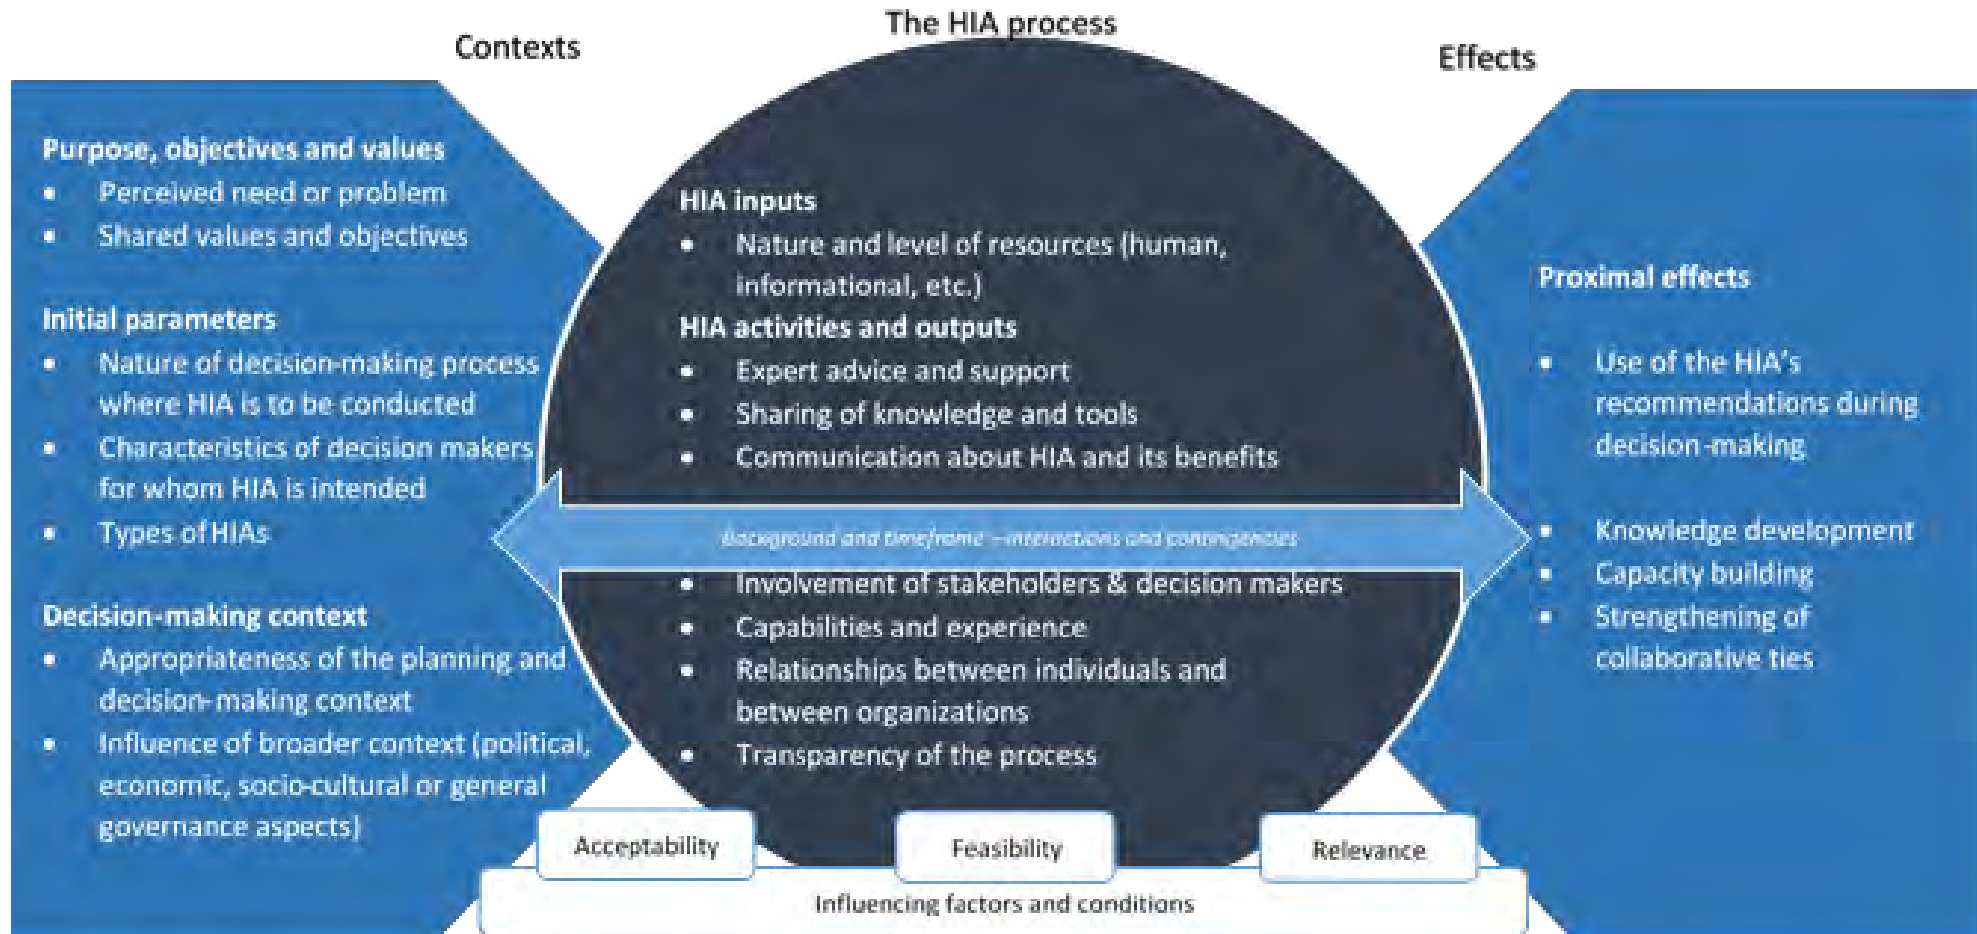 Contexts
The HIA process
Effects
Purpose, objectives and values
• Perceived need or problem
• Shared values and objectives
Initial parameters
• Nature of decision-making process
where HIA is to be conducted
• Characteristics of decision makers
for whom HIA is intended
• Types of HIAs
Decision-making context
• Appropriateness of the planning and
decision-making context
• Influence of broader context (political,
economic, socio-cultural or general
governance aspects)
HIA inputs
• Nature and level of resources (human,
informational, etc.)
HIA activities and outputs
• Expert advice and support
• Sharing of knowledge and tools
• Communication about HIA and its benefits
Background and timeframe – interactions and contingencies
• Involvement of stakeholders & decision makers
• Capabilities and experience
• Relationships between individuals and
between organizations
• Transparency of the process
Proximal effects
• Use of the HIA's
recommendations during
decision-making
• Knowledge development
• Capacity building
• Strengthening of
collaborative ties
Acceptability
Feasibility
Relevance
Influencing factors and conditions